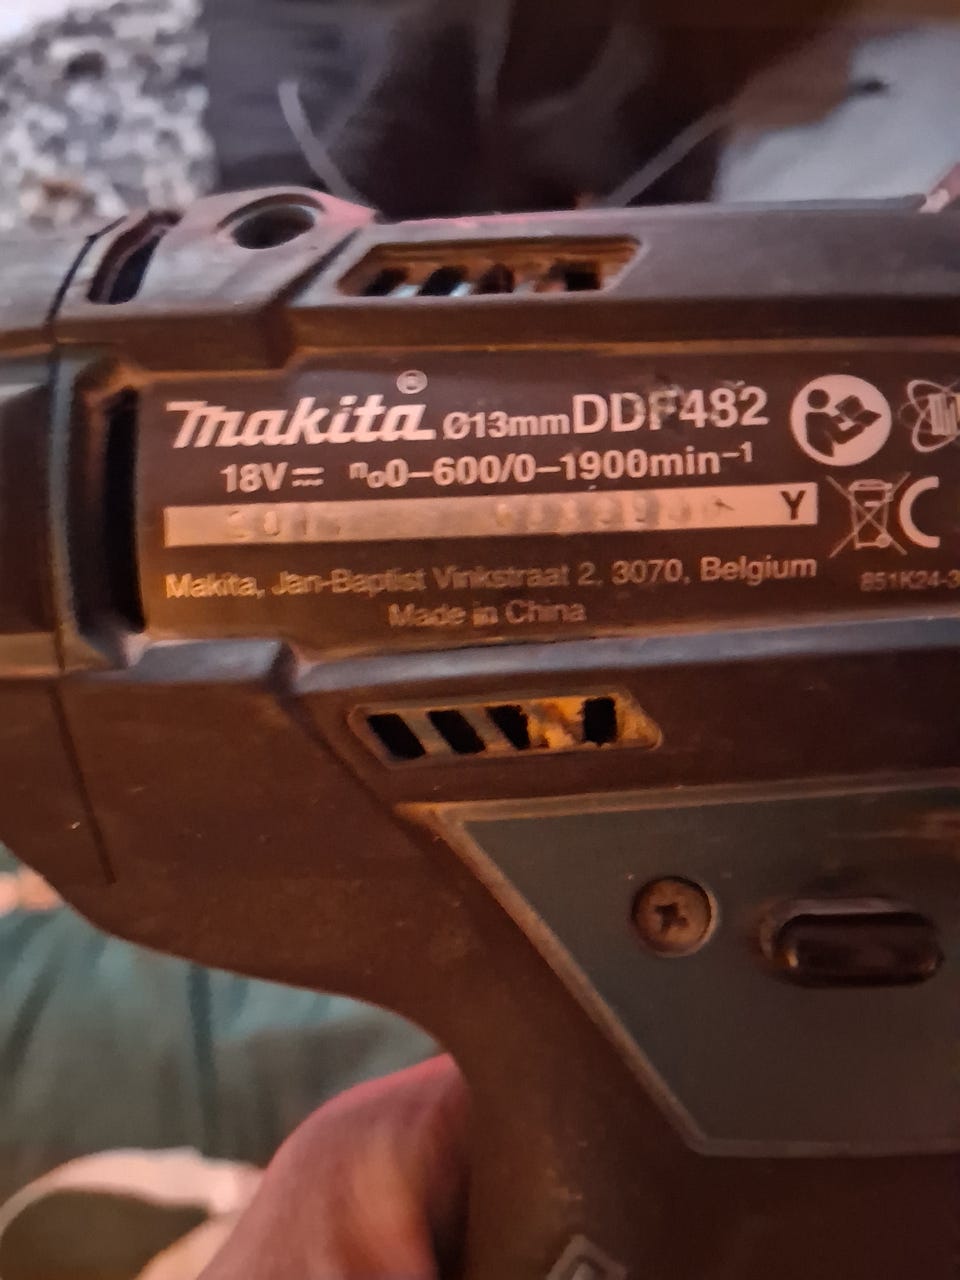 makita® Ø13mm DDF482
18V⎓ n₀0–600/0–1900min⁻¹
Y
Makita, Jan-Baptist Vinkstraat 2, 3070, Belgium
Made in China